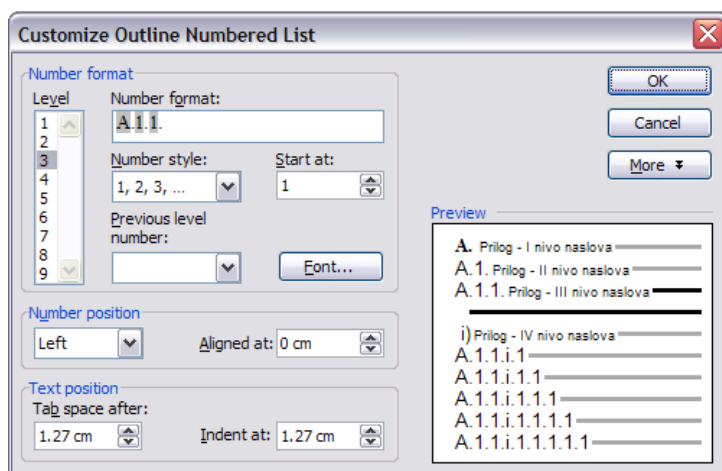 Customize Outline Numbered List
Number format
Level
1
2
3
4
5
6
7
8
9
Number format:
A.1.1.
Number style:
1, 2, 3, ...
Start at:
1
Previous level
number:
Font...
OK
Cancel
More
Number position
Left
Aligned at: 0 cm
Text position
Tab space after:
1.27 cm
Indent at: 1.27 cm
Preview
A. Prilog - I nivo naslova
A.1. Prilog - II nivo naslova
A.1.1. Prilog - III nivo naslova
i) Prilog - IV nivo naslova
A.1.1.i.1
A.1.1.i.1.1
A.1.1.i.1.1.1
A.1.1.i.1.1.1.1
A.1.1.i.1.1.1.1.1